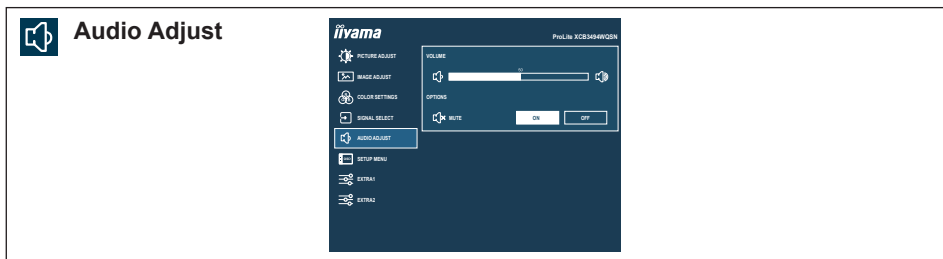 Audio Adjust
iiyama
ProLite XCB3494WQSN
PICTURE ADJUST
IMAGE ADJUST
COLOR SETTINGS
SIGNAL SELECT
AUDIO ADJUST
SETUP MENU
EXTRA1
EXTRA2
VOLUME
50
OPTIONS
MUTE ON OFF